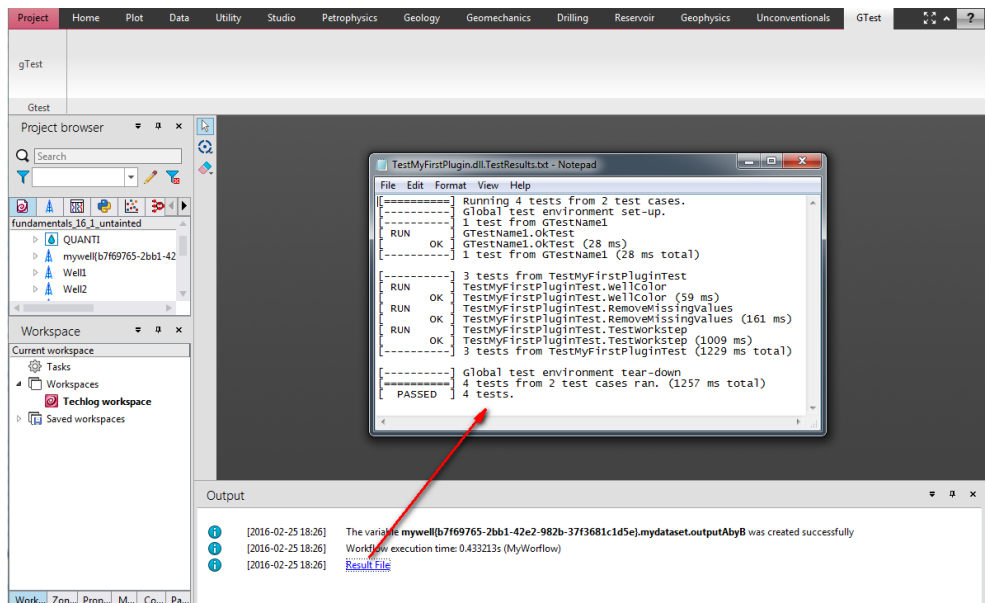 Project Home Plot Data Utility Studio Petrophysics Geology Geomechanics Drilling Reservoir Geophysics Unconventionals GTest ?
gTest
Gtest
Project browser
Search
fundamentals_16_1_untainted
QUANTI
mywell{b7f69765-2bb1-42
Well1
Well2
Workspace
Current workspace
Tasks
Workspaces
Techlog workspace
Saved workspaces
Work... Zon... Prop... M... Co... Pa...
TestMyFirstPlugin.dll.TestResults.txt - Notepad
File Edit Format View Help
[==========] Running 4 tests from 2 test cases.
[----------] Global test environment set-up.
[----------] 1 test from GTestName1
[ RUN      ] GTestName1.OkTest
[       OK ] GTestName1.OkTest (28 ms)
[----------] 1 test from GTestName1 (28 ms total)
[----------] 3 tests from TestMyFirstPluginTest
[ RUN      ] TestMyFirstPluginTest.WellColor
[       OK ] TestMyFirstPluginTest.WellColor (59 ms)
[ RUN      ] TestMyFirstPluginTest.RemoveMissingValues
[       OK ] TestMyFirstPluginTest.RemoveMissingValues (161 ms)
[ RUN      ] TestMyFirstPluginTest.TestWorkstep
[       OK ] TestMyFirstPluginTest.TestWorkstep (1009 ms)
[----------] 3 tests from TestMyFirstPluginTest (1229 ms total)
[----------] Global test environment tear-down
[==========] 4 tests from 2 test cases ran. (1257 ms total)
[  PASSED  ] 4 tests.
Output
[2016-02-25 18:26] The variable mywell{b7f69765-2bb1-42e2-982b-37f3681c1d5e}.mydataset.outputAbyB was created successfully
[2016-02-25 18:26] Workflow execution time: 0.433213s (MyWorflow)
[2016-02-25 18:26] Result File